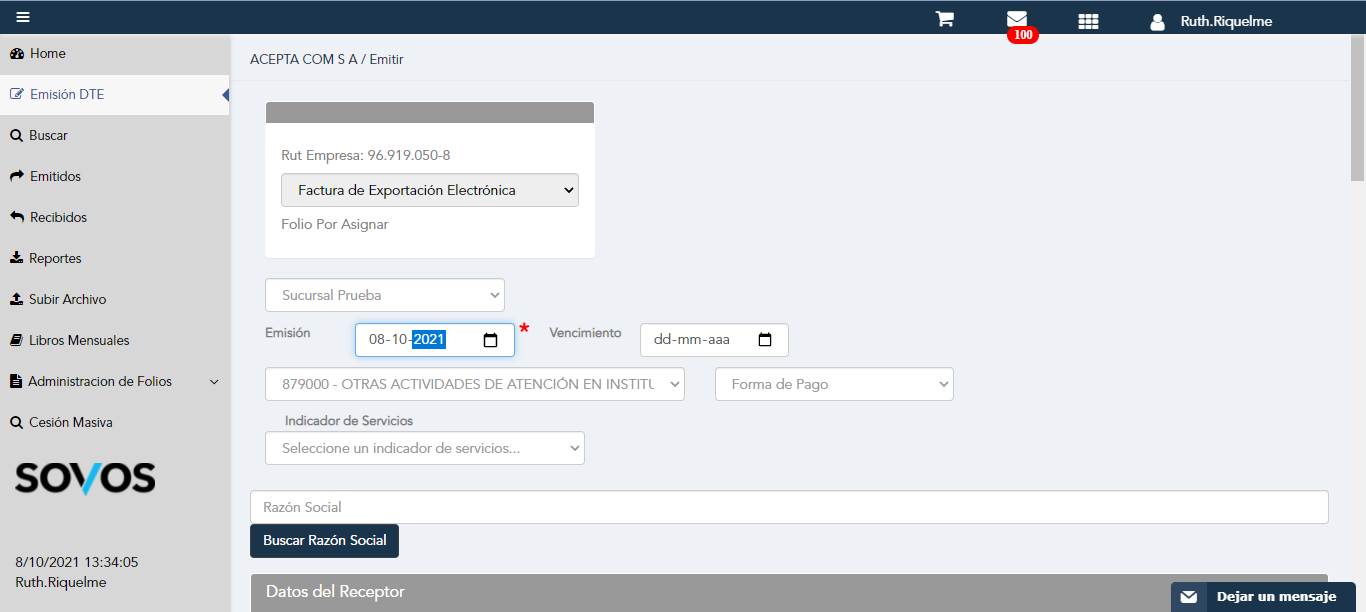 Ruth.Riquelme
100
Home
Emisión DTE
Buscar
Emitidos
Recibidos
Reportes
Subir Archivo
Libros Mensuales
Administracion de Folios
Cesión Masiva
SOVOS
8/10/2021 13:34:05
Ruth.Riquelme
ACEPTA COM S A / Emitir
Rut Empresa: 96.919.050-8
Factura de Exportación Electrónica
Folio Por Asignar
Sucursal Prueba
Emisión 08-10-2021 * Vencimiento dd-mm-aaa
879000 - OTRAS ACTIVIDADES DE ATENCIÓN EN INSTITU Forma de Pago
Indicador de Servicios
Seleccione un indicador de servicios...
Razón Social
Buscar Razón Social
Datos del Receptor
Dejar un mensaje